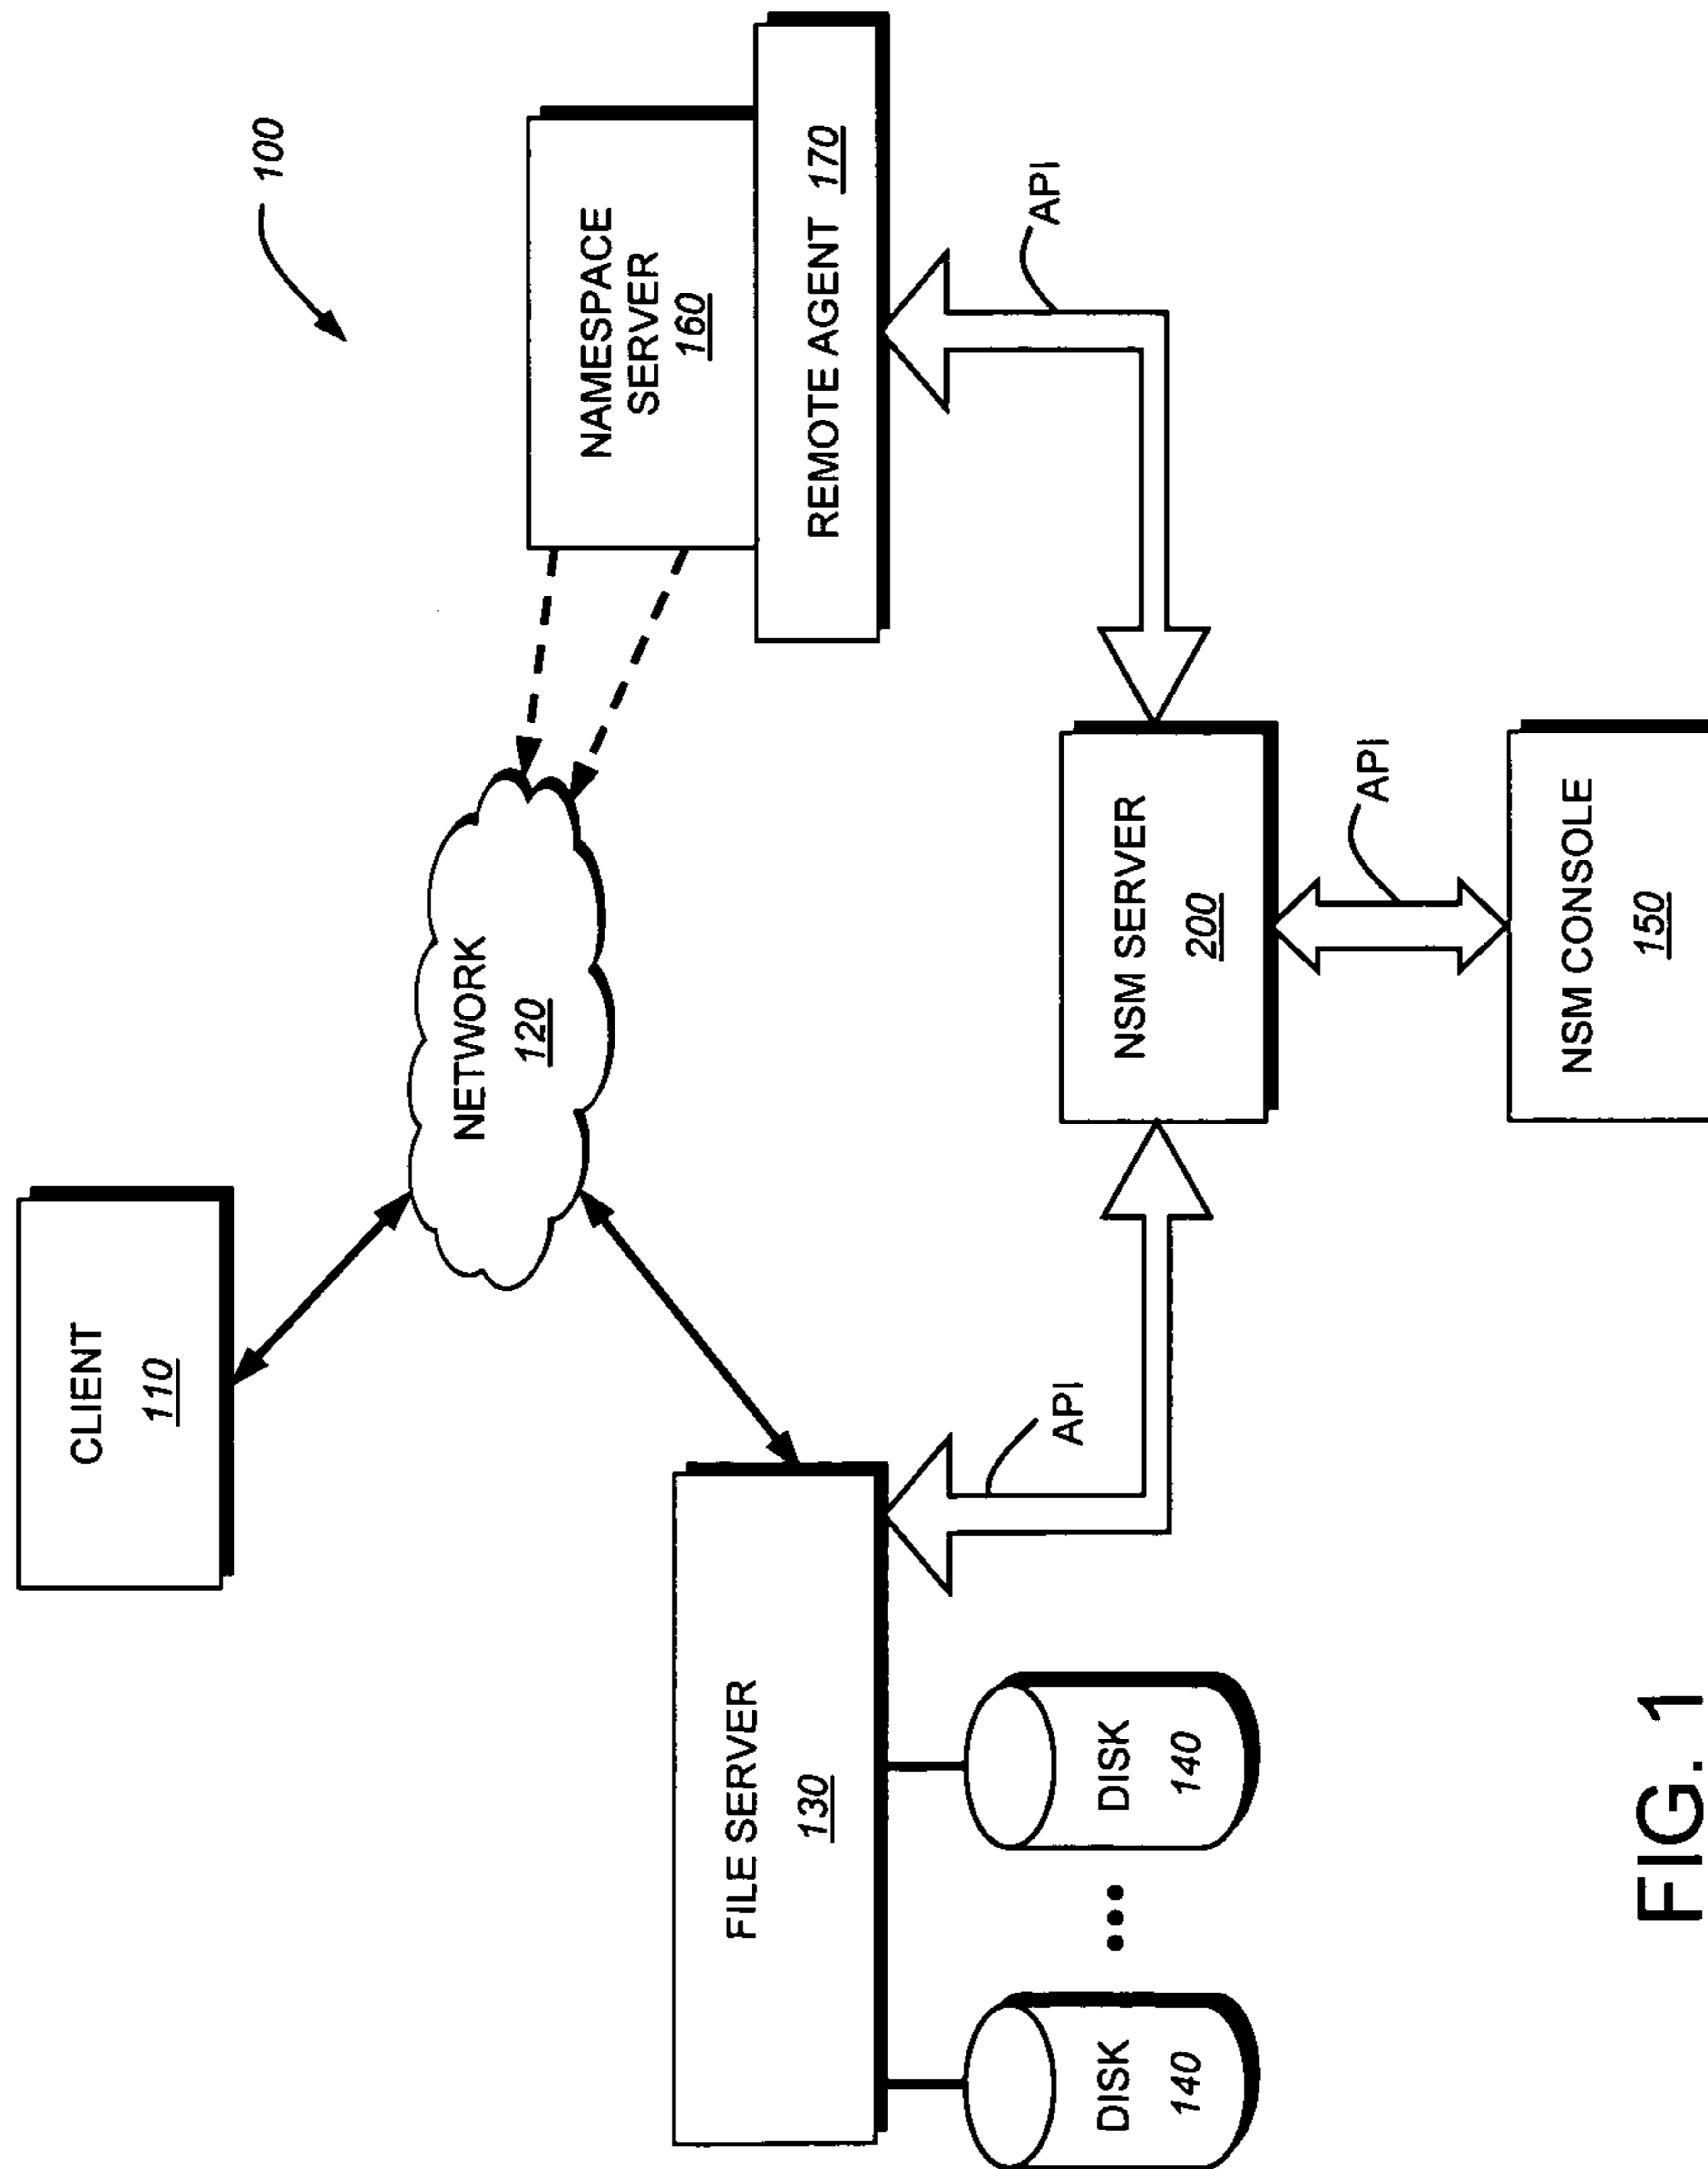 100
CLIENT
110
NETWORK
120
NAMESPACE
SERVER
160
REMOTE AGENT 170
FILE SERVER
130
API
API
DISK
140
DISK
140
NSM SERVER
200
API
NSM CONSOLE
150
FIG. 1